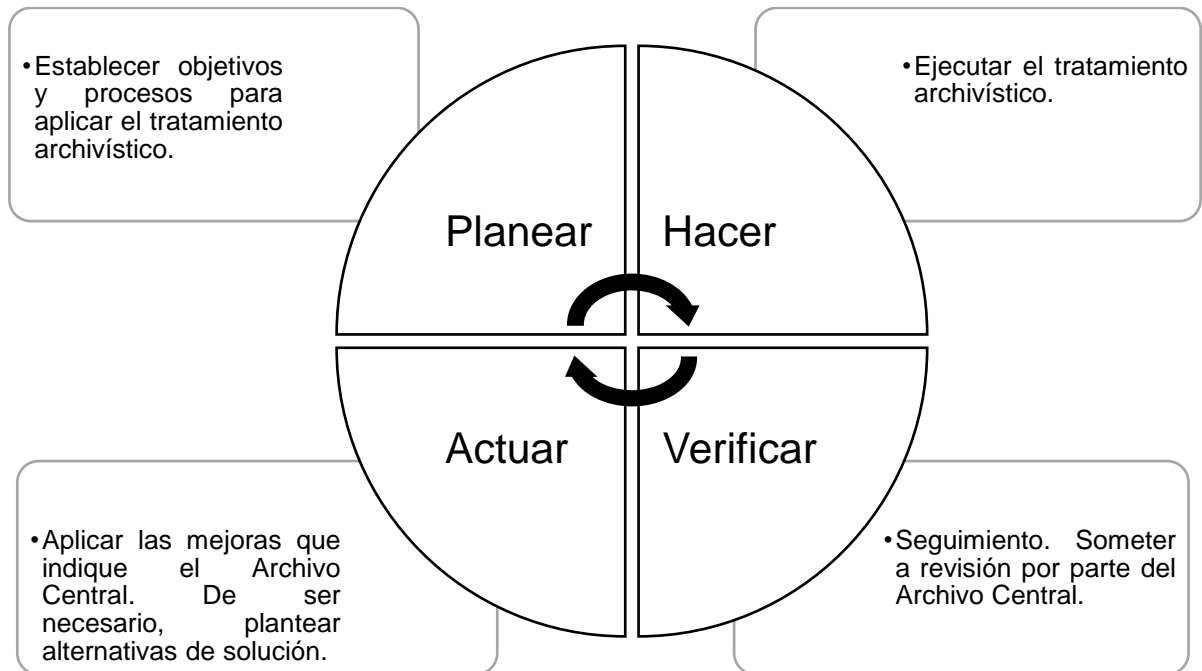 •Establecer objetivos
y procesos para
aplicar el tratamiento
archivístico.
•Ejecutar el tratamiento
archivístico.
Planear
Hacer
Actuar
Verificar
•Aplicar las mejoras que
indique el Archivo
Central. De ser
necesario, plantear
alternativas de solución.
•Seguimiento. Someter
a revisión por parte del
Archivo Central.